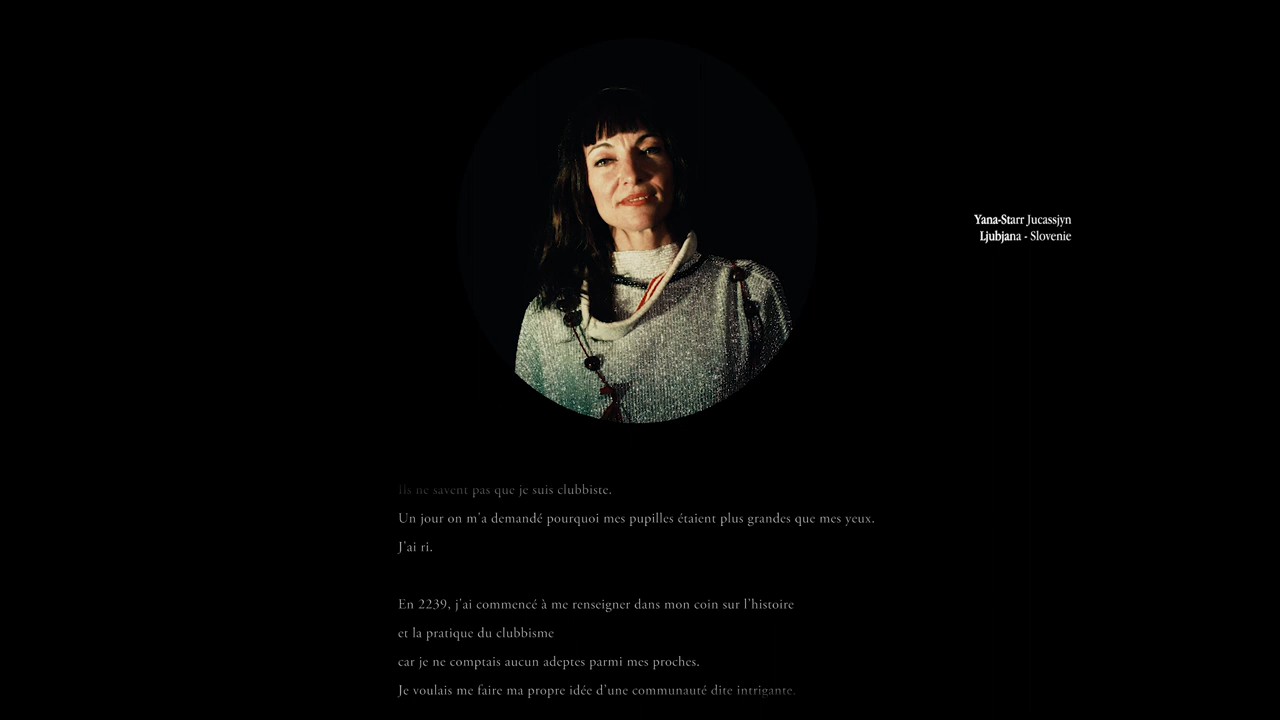 Yana-Starr Jucassjyn
Ljubjana - Slovenie
Ils ne savent pas que je suis clubbiste.
Un jour on m'a demandé pourquoi mes pupilles étaient plus grandes que mes yeux.
J'ai ri.
En 2239, j'ai commencé à me renseigner dans mon coin sur l'histoire
et la pratique du clubbisme
car je ne comptais aucun adeptes parmi mes proches.
Je voulais me faire ma propre idée d'une communauté dite intrigante.